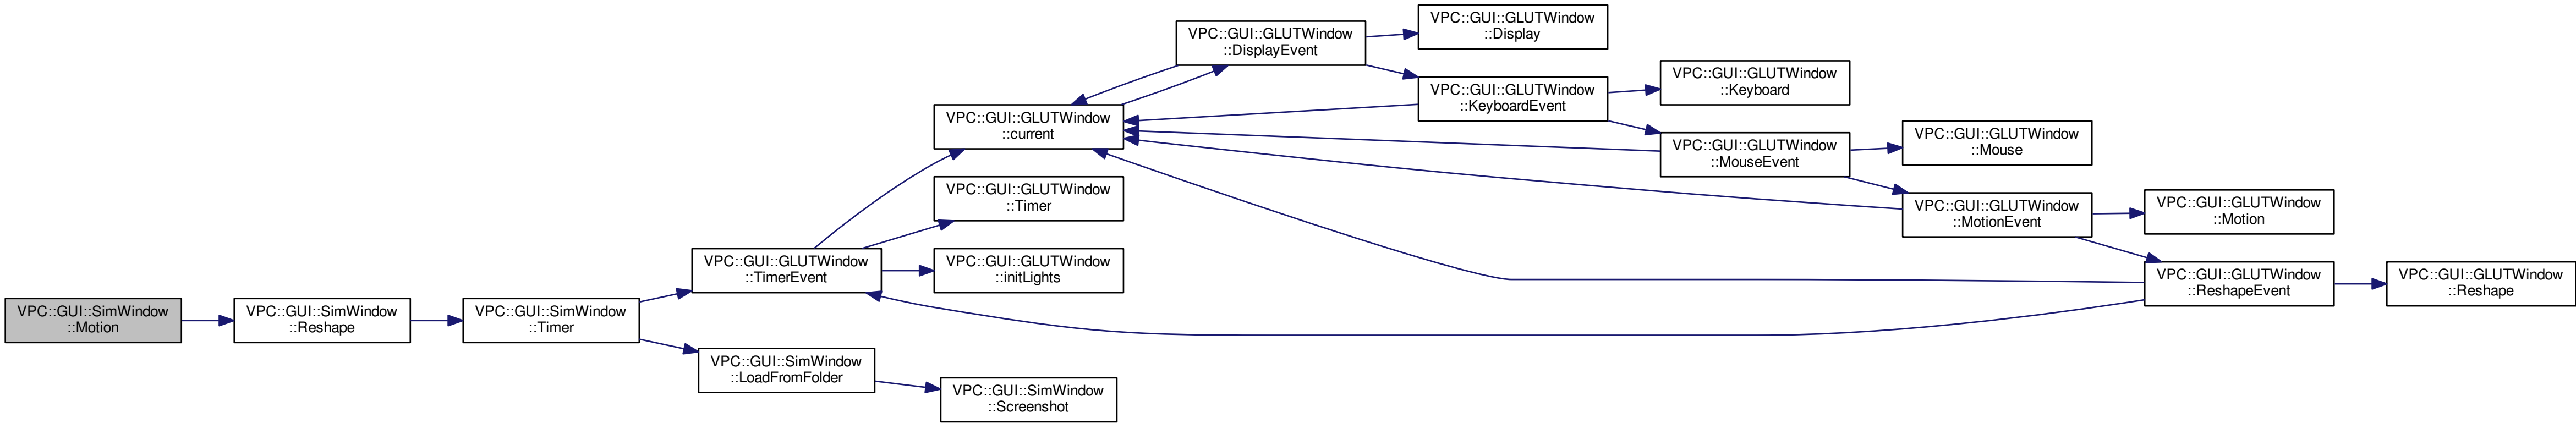 VPC::GUI::SimWindow
::Motion
VPC::GUI::SimWindow
::Reshape
VPC::GUI::SimWindow
::Timer
VPC::GUI::GLUTWindow
::TimerEvent
VPC::GUI::SimWindow
::LoadFromFolder
VPC::GUI::GLUTWindow
::current
VPC::GUI::GLUTWindow
::Timer
VPC::GUI::GLUTWindow
::initLights
VPC::GUI::SimWindow
::Screenshot
VPC::GUI::GLUTWindow
::DisplayEvent
VPC::GUI::GLUTWindow
::Display
VPC::GUI::GLUTWindow
::KeyboardEvent
VPC::GUI::GLUTWindow
::Keyboard
VPC::GUI::GLUTWindow
::MouseEvent
VPC::GUI::GLUTWindow
::Mouse
VPC::GUI::GLUTWindow
::MotionEvent
VPC::GUI::GLUTWindow
::Motion
VPC::GUI::GLUTWindow
::ReshapeEvent
VPC::GUI::GLUTWindow
::Reshape